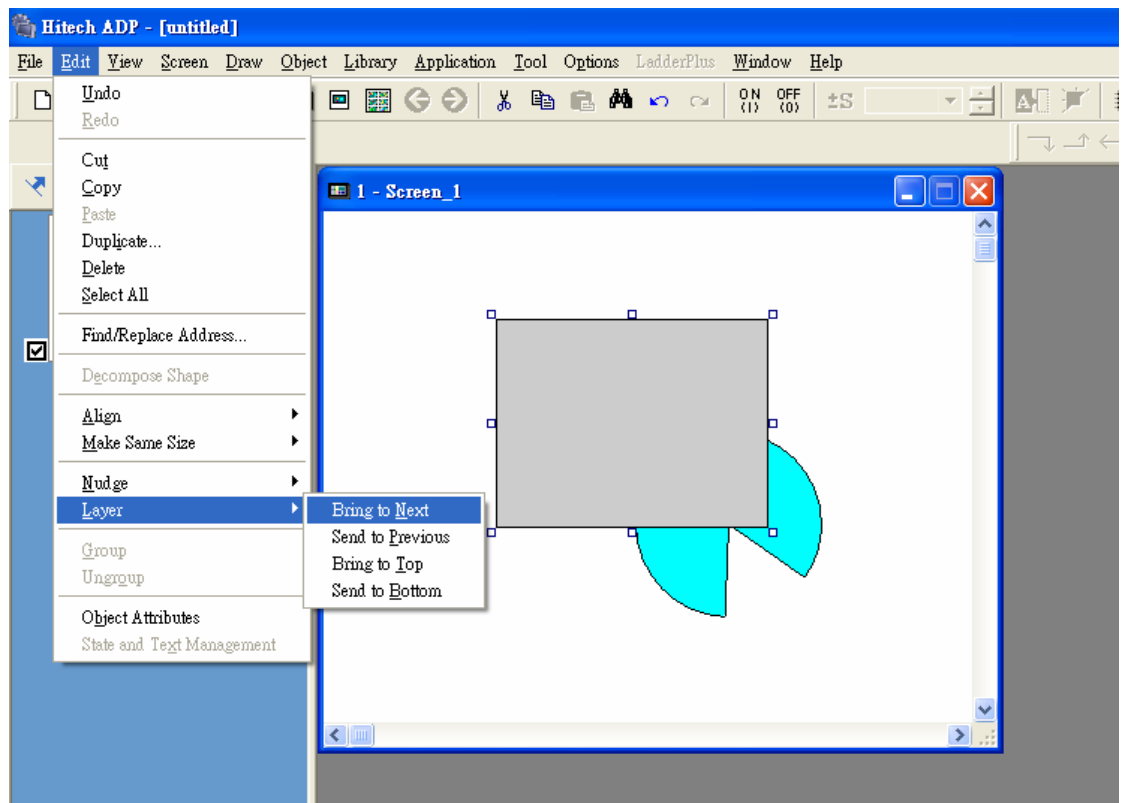 Hitech ADP - [untitled]
File Edit View Screen Draw Object Library Application Tool Options LadderPlus Window Help
ON OFF ±S A
(1) (0)
Undo
Redo
Cut
Copy
Paste
Duplicate...
Delete
Select All
Find/Replace Address...
Decompose Shape
Align
Make Same Size
Nudge
Layer
Group
Ungroup
Object Attributes
State and Text Management
Bring to Next
Send to Previous
Bring to Top
Send to Bottom
1 - Screen_1